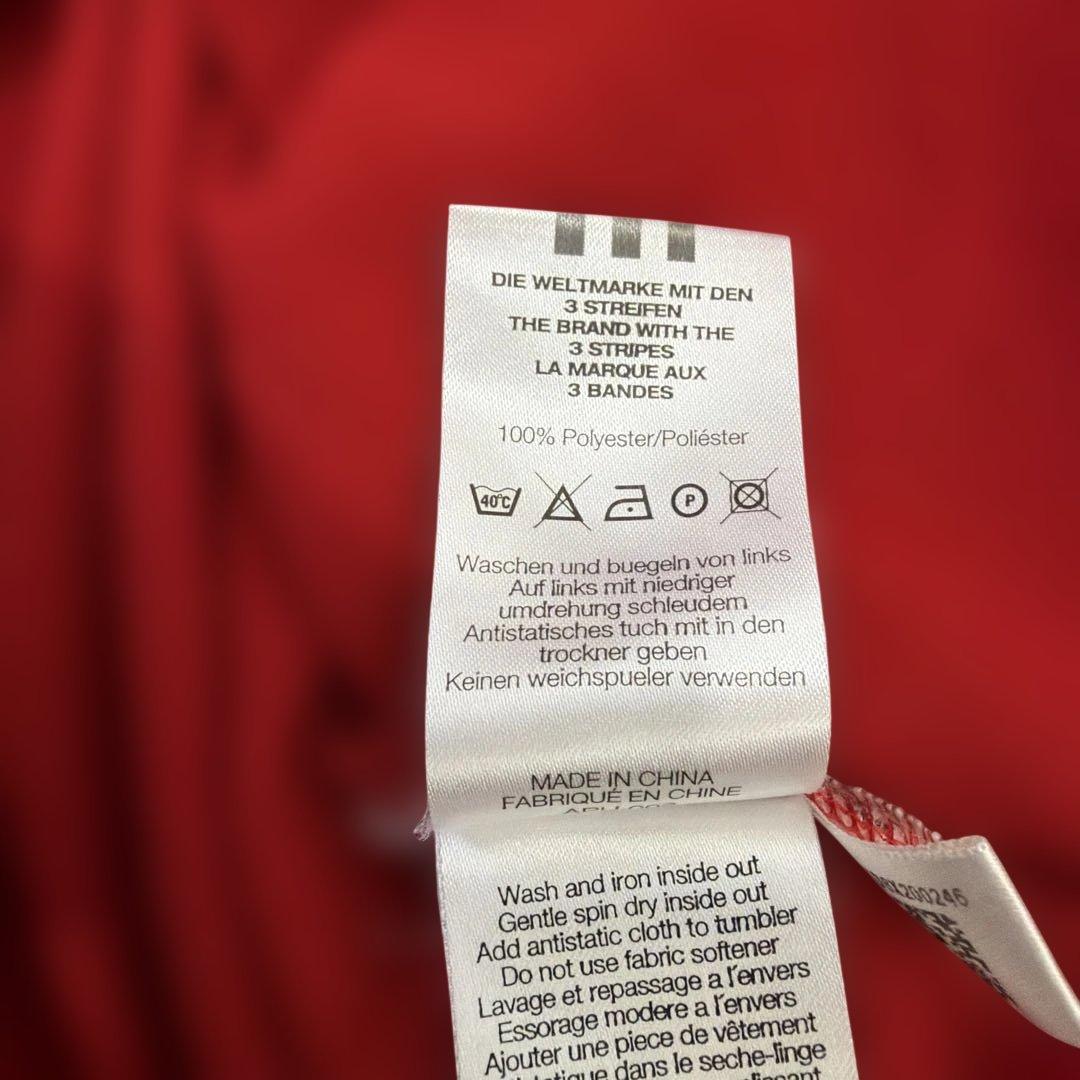 DIE WELTMARKE MIT DEN
3 STREIFEN
THE BRAND WITH THE
3 STRIPES
LA MARQUE AUX
3 BANDES
100% Polyester/Poliéster
40°C P
Waschen und buegeln von links
Auf links mit niedriger
umdrehung schleudern
Antistatisches tuch mit in den
trockner geben
Keinen weichspueler verwenden
MADE IN CHINA
FABRIQUÉ EN CHINE
Wash and iron inside out
Gentle spin dry inside out
Add antistatic cloth to tumbler
Do not use fabric softener
Lavage et repassage a l'envers
Essorage modere a l'envers
Ajouter une piece de vêtement
dans le seche-linge